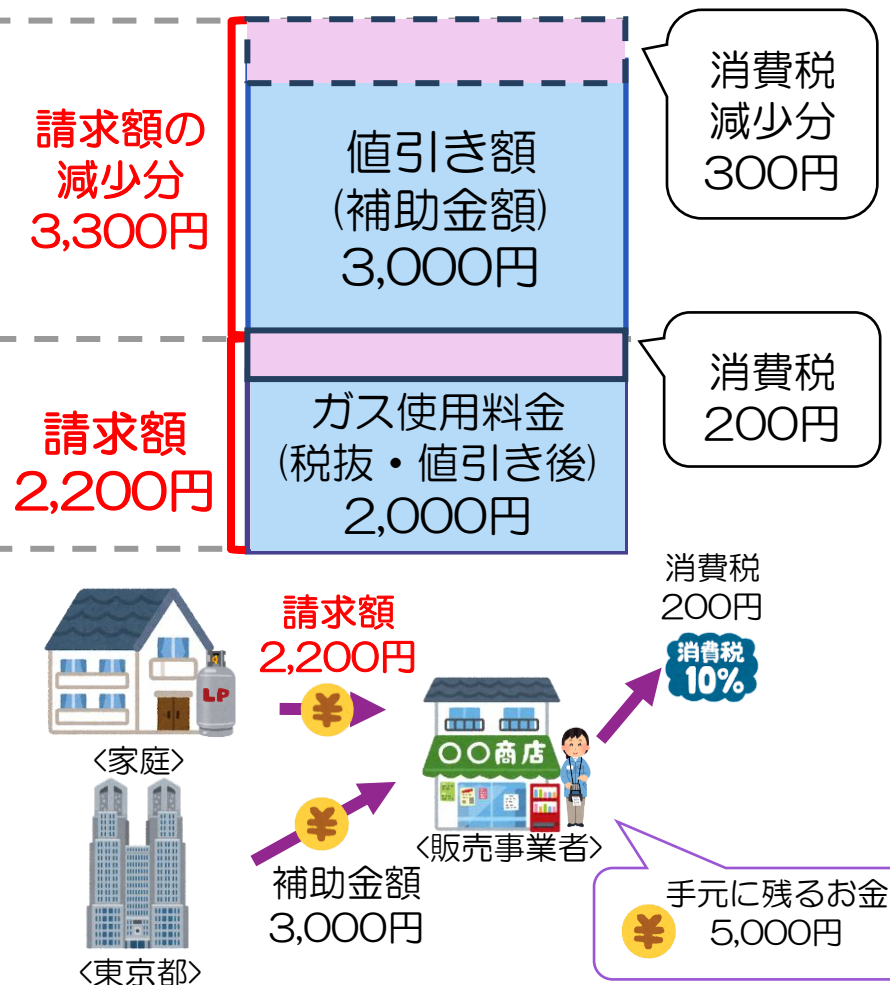 請求額の
減少分
3,300円
値引き額
(補助金額)
3,000円
消費税
減少分
300円
請求額
2,200円
ガス使用料金
(税抜・値引き後)
2,000円
消費税
200円
消費税
200円
消費税
10%
請求額
2,200円
LP
<家庭>
¥
〇〇商店
<販売事業者>
¥
補助金額
3,000円
<東京都>
手元に残るお金
¥
5,000円